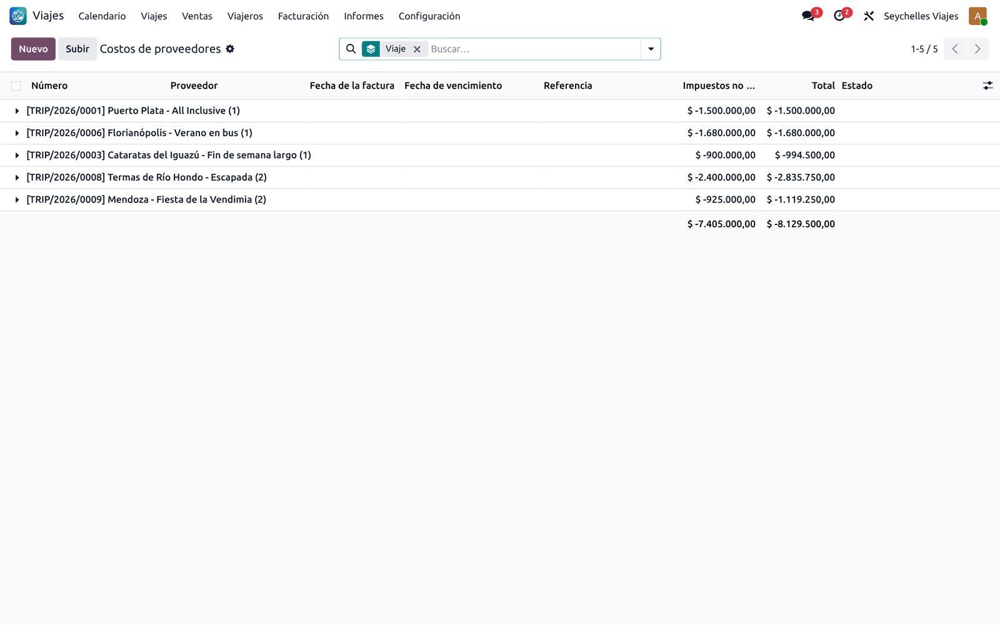 Viajes Calendario Viajes Ventas Viajeros Facturación Informes Configuración 3 2 Seychelles Viajes A
Nuevo Subir Costos de proveedores Viaje Buscar... 1-5 / 5
Número Proveedor Fecha de la factura Fecha de vencimiento Referencia Impuestos no ... Total Estado
[TRIP/2026/0001] Puerto Plata - All Inclusive (1) $ -1.500.000,00 $ -1.500.000,00
[TRIP/2026/0006] Florianópolis - Verano en bus (1) $ -1.680.000,00 $ -1.680.000,00
[TRIP/2026/0003] Cataratas del Iguazú - Fin de semana largo (1) $ -900.000,00 $ -994.500,00
[TRIP/2026/0008] Termas de Río Hondo - Escapada (2) $ -2.400.000,00 $ -2.835.750,00
[TRIP/2026/0009] Mendoza - Fiesta de la Vendimia (2) $ -925.000,00 $ -1.119.250,00
$ -7.405.000,00 $ -8.129.500,00